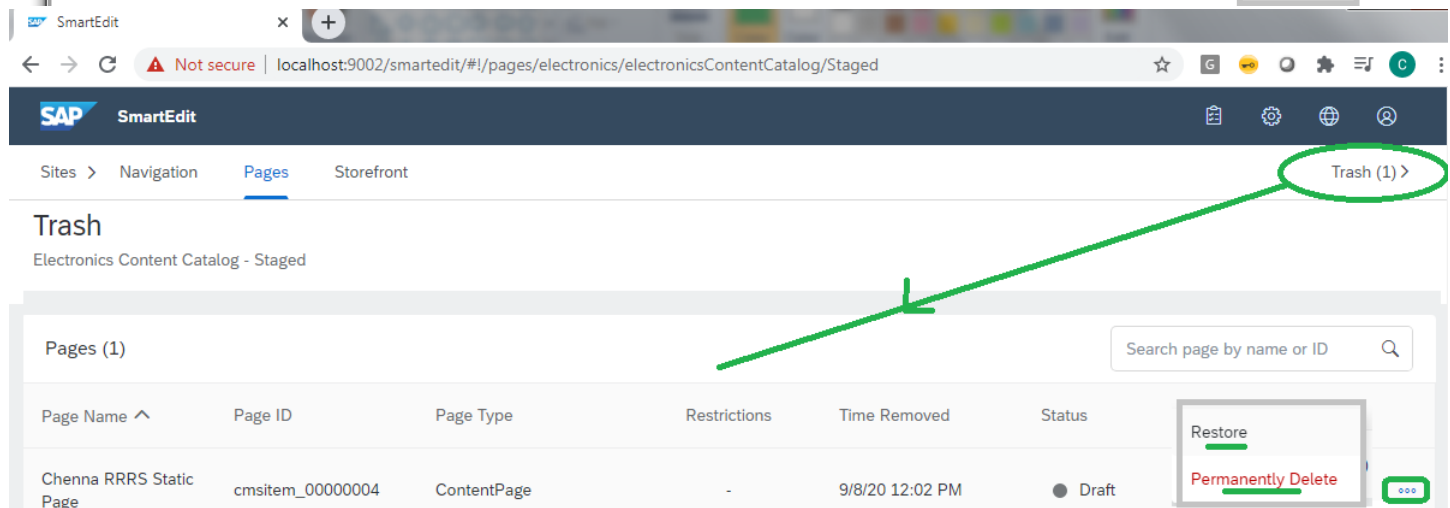 SmartEdit
Not secure | localhost:9002/smartedit/#!/pages/electronics/electronicsContentCatalog/Staged
G
C
SAP SmartEdit
Sites > Navigation Pages Storefront Trash (1) >
Trash
Electronics Content Catalog - Staged
Pages (1) Search page by name or ID
Page Name Page ID Page Type Restrictions Time Removed Status
Restore
Chenna RRRS Static
Page cmsitem_00000004 ContentPage - 9/8/20 12:02 PM Draft
Permanently Delete